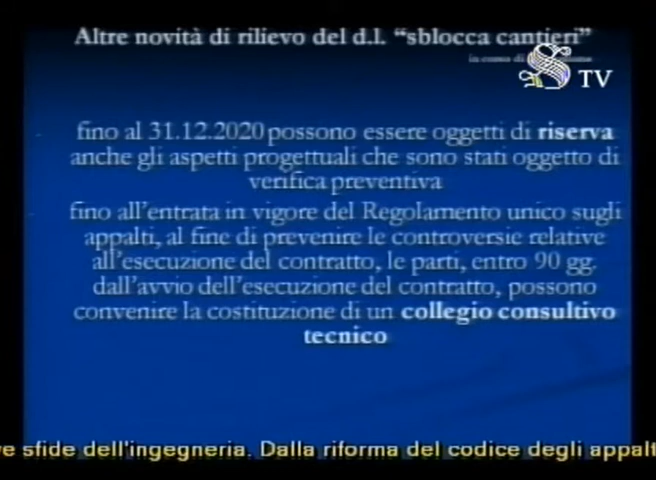 Altre novità di rilievo del d.l. “sblocca cantieri”
in corso di
S TV
- fino al 31.12.2020 possono essere oggetti di riserva
anche gli aspetti progettuali che sono stati oggetto di
verifica preventiva
- fino all’entrata in vigore del Regolamento unico sugli
appalti, al fine di prevenire le controversie relative
all’esecuzione del contratto, le parti, entro 90 gg.
dall’avvio dell’esecuzione del contratto, possono
convenire la costituzione di un collegio consultivo
tecnico
e sfide dell'ingegneria. Dalla riforma del codice degli appalt